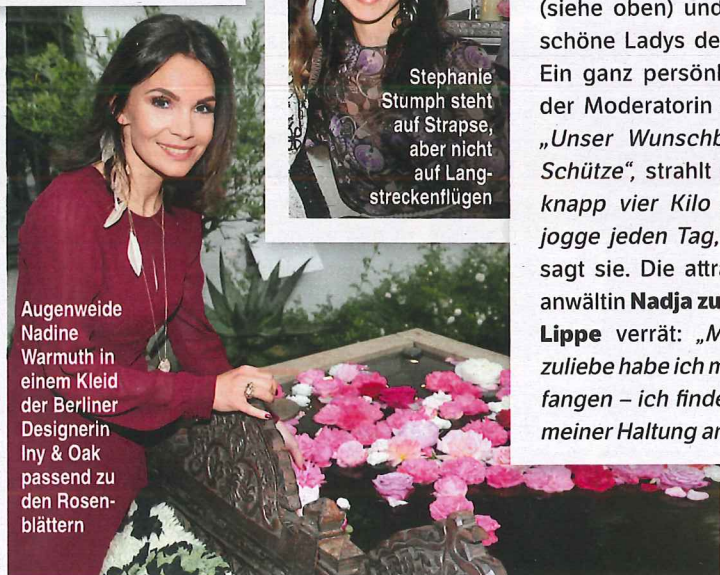 Stephanie
Stumph steht
auf Strapse,
aber nicht
auf Lang-
streckenflügen
Augenweide
Nadine
Warmuth in
einem Kleid
der Berliner
Designerin
Iny & Oak
passend zu
den Rosen-
blättern
(siehe oben) und
schöne Ladys de
Ein ganz persönl
der Moderatorin
„Unser Wunschb
Schütze“, strahlt
knapp vier Kilo
jogge jeden Tag,
sagt sie. Die attra
anwältin Nadja zu
Lippe verrät: „M
zuliebe habe ich m
fangen – ich finde
meiner Haltung an